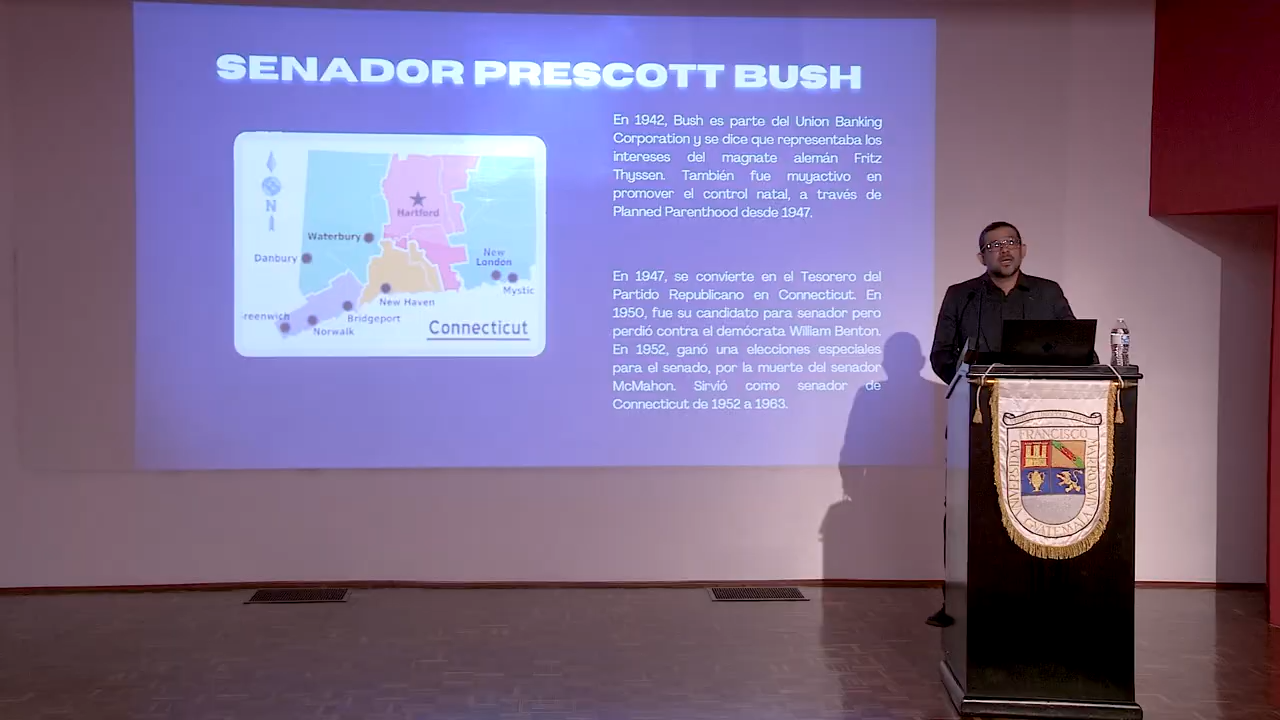 SENADOR PRESCOTT BUSH
En 1942, Bush es parte del Union Banking
Corporation y se dice que representaba los
intereses del magnate alemán Fritz
Thyssen. También fue muyactivo en
promover el control natal, a través de
Planned Parenthood desde 1947.
En 1947, se convierte en el Tesorero del
Partido Republicano en Connecticut. En
1950, fue su candidato para senador pero
perdió contra el demócrata William Benton.
En 1952, ganó una elecciones especiales
para el senado, por la muerte del senador
McMahon. Sirvió como senador de
Connecticut de 1952 a 1963.
N
Hartford
Waterbury
Danbury
New
London
Mystic
New Haven
Bridgeport
reenwich
Norwalk
Connecticut
UNIVERSIDAD FRANCISCO MARROQUIN
GVATEMALA